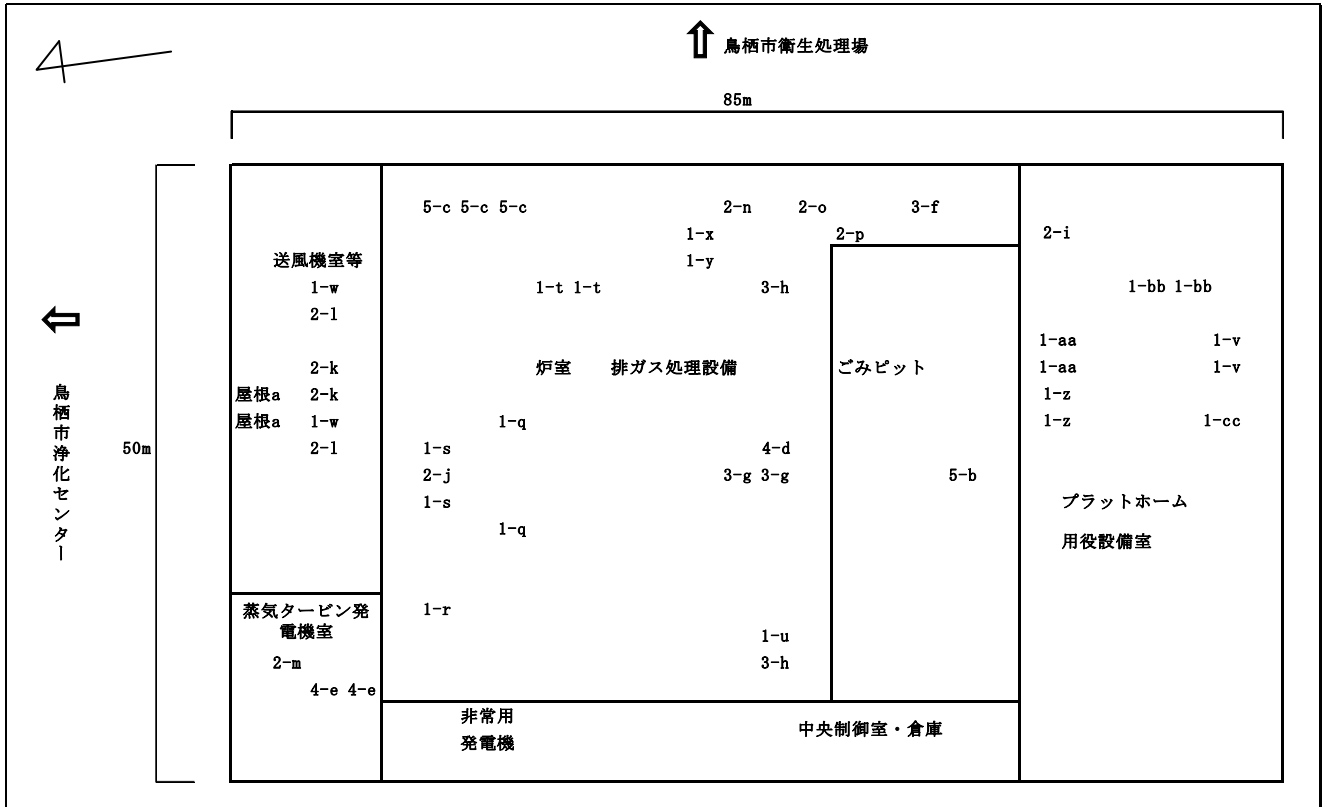 鳥栖市衛生処理場
85m
5-c 5-c 5-c 2-n 2-o 3-f
1-x 2-p 2-i
送風機室等 1-y
1-w 1-t 1-t 3-h 1-bb 1-bb
2-l
1-aa 1-v
2-k 炉室 排ガス処理設備 ごみピット 1-aa 1-v
屋根a 2-k 1-z
屋根a 1-w 1-q 1-z 1-cc
50m 2-l 1-s 4-d
2-j 3-g 3-g 5-b
1-s プラットホーム
1-q
用役設備室
鳥栖市浄化センター
蒸気タービン発 1-r
電機室 1-u
2-m 3-h
4-e 4-e
非常用
発電機
中央制御室・倉庫